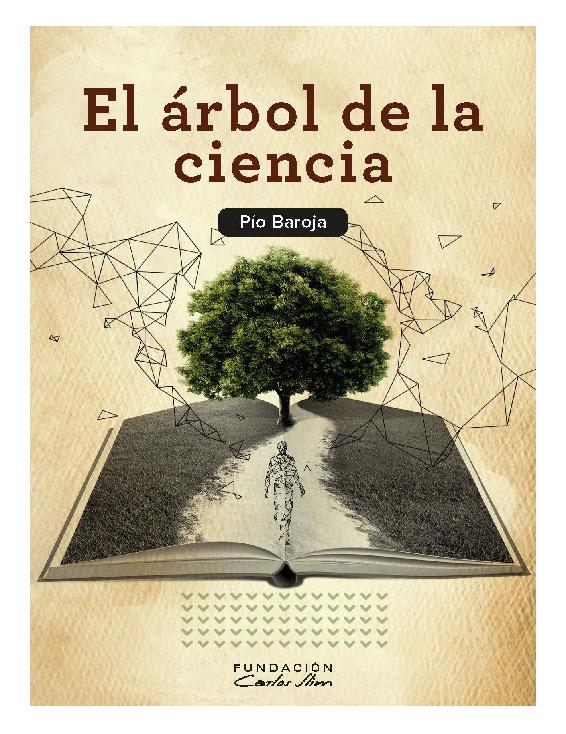 El árbol de la
ciencia
Pío Baroja
FUNDACIÓN
Carlos Slim